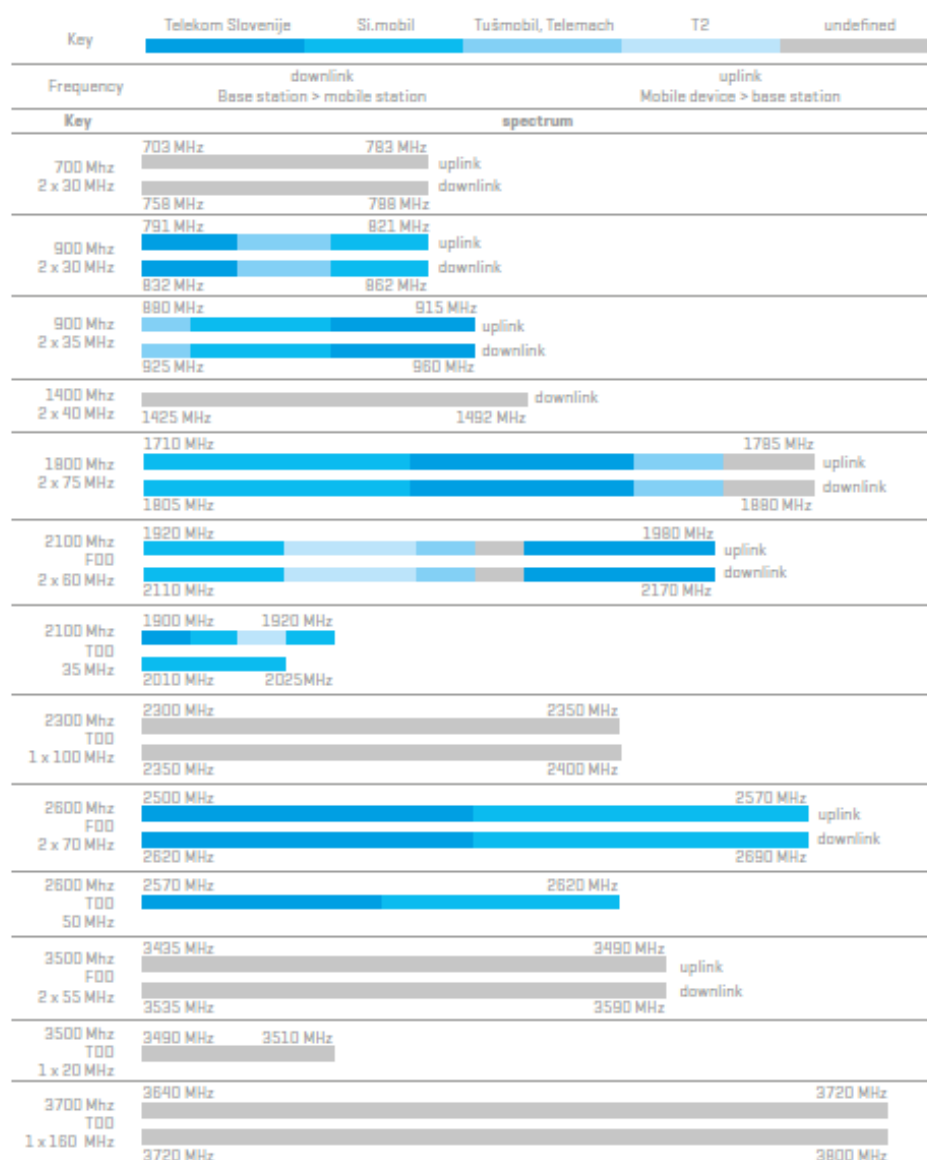 Key
Telekom Slovenije Si.mobil Tušmobil, Telemach T2 undefined
Frequency
downlink uplink
Base station > mobile station Mobile device > base station
Key spectrum
700 Mhz
2 x 30 MHz
703 MHz 783 MHz
uplink
downlink
758 MHz 788 MHz
900 Mhz
2 x 30 MHz
791 MHz 821 MHz
uplink
downlink
832 MHz 862 MHz
900 Mhz
2 x 35 MHz
880 MHz 915 MHz
uplink
downlink
925 MHz 960 MHz
1400 Mhz
2 x 40 MHz
downlink
1425 MHz 1492 MHz
1800 Mhz
2 x 75 MHz
1710 MHz 1785 MHz
uplink
downlink
1805 MHz 1880 MHz
2100 Mhz
FDD
2 x 60 MHz
1920 MHz 1980 MHz
uplink
downlink
2110 MHz 2170 MHz
2100 Mhz
TDD
35 MHz
1900 MHz 1920 MHz
2010 MHz 2025MHz
2300 Mhz
TDD
1 x 100 MHz
2300 MHz 2350 MHz
2350 MHz 2400 MHz
2600 Mhz
FDD
2 x 70 MHz
2500 MHz 2570 MHz
uplink
downlink
2620 MHz 2690 MHz
2600 Mhz
TDD
50 MHz
2570 MHz 2620 MHz
3500 Mhz
FDD
2 x 55 MHz
3435 MHz 3490 MHz
uplink
downlink
3535 MHz 3590 MHz
3500 Mhz
TDD
1 x 20 MHz
3490 MHz 3510 MHz
3700 Mhz
TDD
1 x 160 MHz
3640 MHz 3720 MHz
3720 MHz 3800 MHz